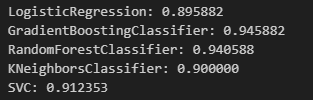 LogisticRegression: 0.895882
GradientBoostingClassifier: 0.945882
RandomForestClassifier: 0.940588
KNeighborsClassifier: 0.900000
SVC: 0.912353